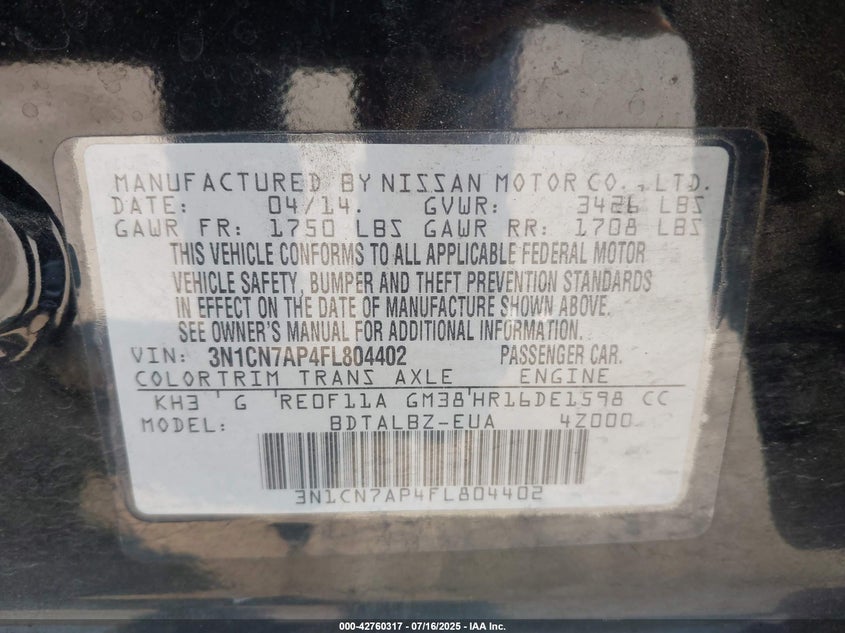 MANUFACTURED BY NISSAN MOTOR CO., LTD.
DATE: 04/14. GVWR: 3426 LBS
GAWR FR: 1750 LBS GAWR RR: 1708 LBS
THIS VEHICLE CONFORMS TO ALL APPLICABLE FEDERAL MOTOR
VEHICLE SAFETY, BUMPER AND THEFT PREVENTION STANDARDS
IN EFFECT ON THE DATE OF MANUFACTURE SHOWN ABOVE.
SEE OWNER'S MANUAL FOR ADDITIONAL INFORMATION
VIN: 3N1CN7AP4FL804402 PASSENGER CAR.
COLORTRIM TRANS AXLE ENGINE
KH3 G RE0F11A GM38 HR16DE1598 CC
MODEL: BDTALBZ-EUA 4Z000
3N1CN7AP4FL804402
000-42760317 - 07/16/2025 - IAA Inc.